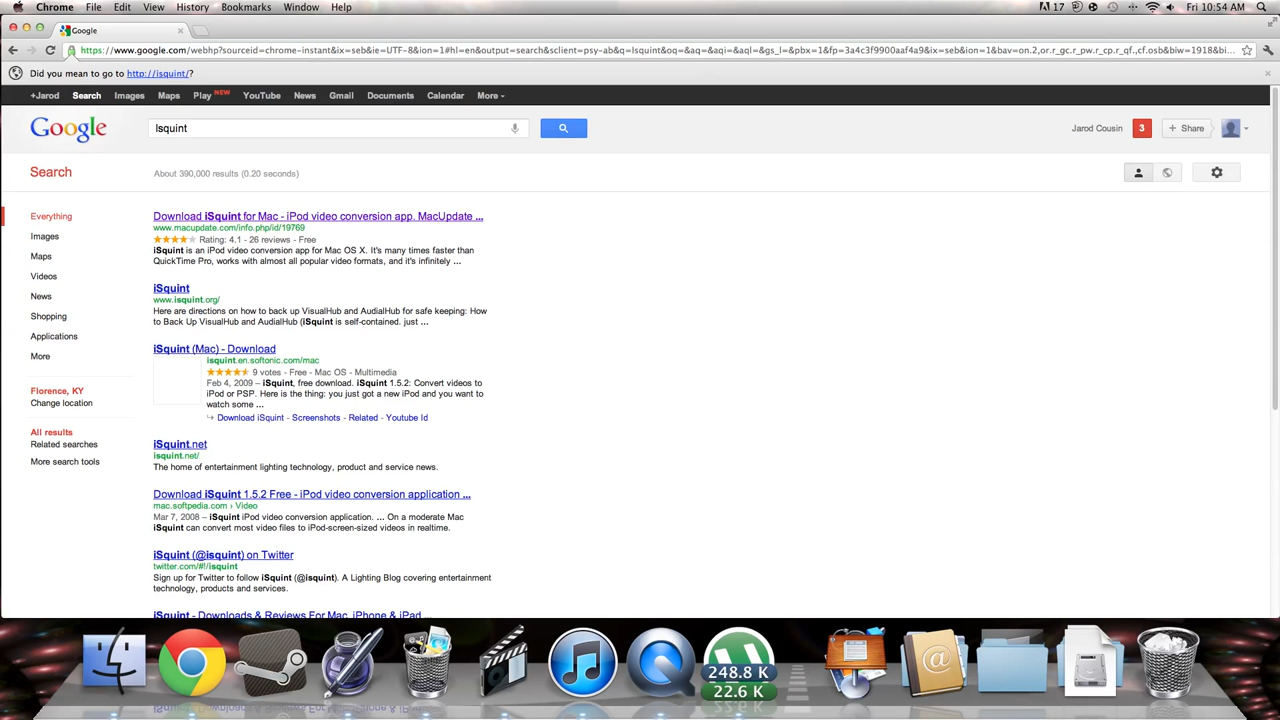 Chrome File Edit View History Bookmarks Window Help 17 Fri 10:54 AM
Google
https://www.google.com/webhp?sourceid=chrome-instant&ix=seb&ie=UTF-8&ion=1#hl=en&output=search&sclient=psy-ab&q=Isquint&oq=&aq=&aqi=&aql=&gs_l=&pbx=1&fp=3a4c3f9900aaf4a9&ix=seb&ion=1&bav=on.2,or.r_gc.r_pw.r_cp.r_qf.,cf.osb&biw=1918&bi...
Did you mean to go to http://isquint/?
+Jarod Search Images Maps Play NEW YouTube News Gmail Documents Calendar More
Google Isquint Jarod Cousin 3 + Share
Search About 390,000 results (0.20 seconds)
Everything
Images
Maps
Videos
News
Shopping
Applications
More
Florence, KY
Change location
All results
Related searches
More search tools
Download iSquint for Mac - iPod video conversion app. MacUpdate ...
www.macupdate.com/info.php/id/19769
Rating: 4.1 - 26 reviews - Free
iSquint is an iPod video conversion app for Mac OS X. It's many times faster than
QuickTime Pro, works with almost all popular video formats, and it's infinitely ...
iSquint
www.isquint.org/
Here are directions on how to back up VisualHub and AudialHub for safe keeping: How
to Back Up VisualHub and AudialHub (iSquint is self-contained. just ...
iSquint (Mac) - Download
isquint.en.softonic.com/mac
9 votes - Free - Mac OS - Multimedia
Feb 4, 2009 – iSquint, free download. iSquint 1.5.2: Convert videos to
iPod or PSP. Here is the thing: you just got a new iPod and you want to
watch some ...
Download iSquint - Screenshots - Related - Youtube Id
iSquint.net
isquint.net/
The home of entertainment lighting technology, product and service news.
Download iSquint 1.5.2 Free - iPod video conversion application ...
mac.softpedia.com › Video
Mar 7, 2008 – iSquint iPod video conversion application. ... On a moderate Mac
iSquint can convert most video files to iPod-screen-sized videos in realtime.
iSquint (@isquint) on Twitter
twitter.com/#!/isquint
Sign up for Twitter to follow iSquint (@isquint). A Lighting Blog covering entertainment
technology, products and services.
iSquint - Downloads & Reviews For Mac, iPhone & iPad ...
248.8 K
22.6 K